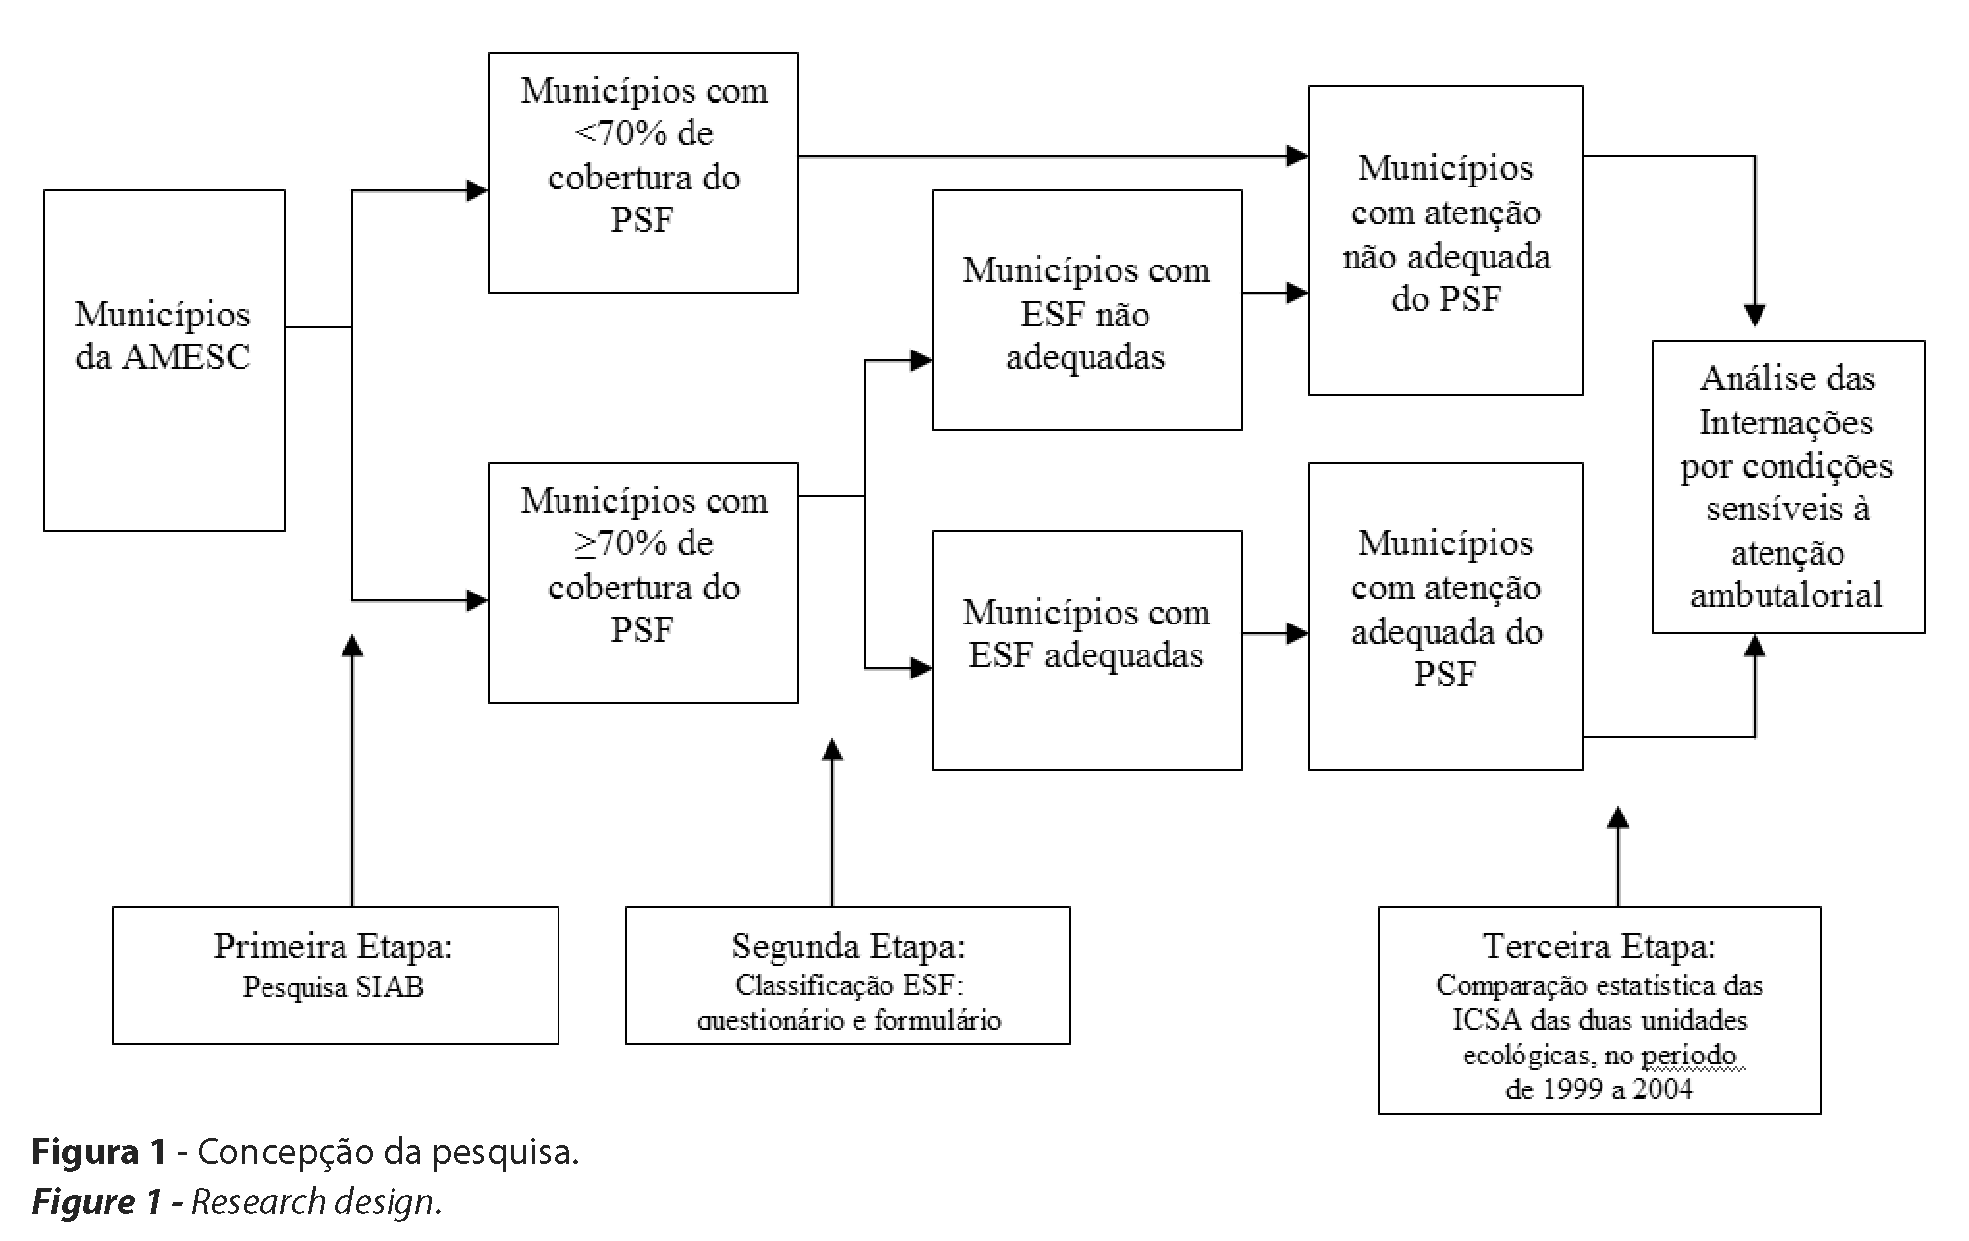 Municípios
da AMESC
Municípios com
<70% de
cobertura do
PSF
Municípios com
≥70% de
cobertura do
PSF
Municípios com
ESF não
adequadas
Municípios com
ESF adequadas
Municípios
com atenção
não adequada
do PSF
Municípios
com atenção
adequada do
PSF
Análise das
Internações
por condições
sensíveis à
atenção
ambutalorial
Primeira Etapa:
Pesquisa SIAB
Segunda Etapa:
Classificação ESF:
questionário e formulário
Terceira Etapa:
Comparação estatística das
ICSA das duas unidades
ecológicas, no período
de 1999 a 2004
Figura 1 - Concepção da pesquisa.
Figure 1 - Research design.